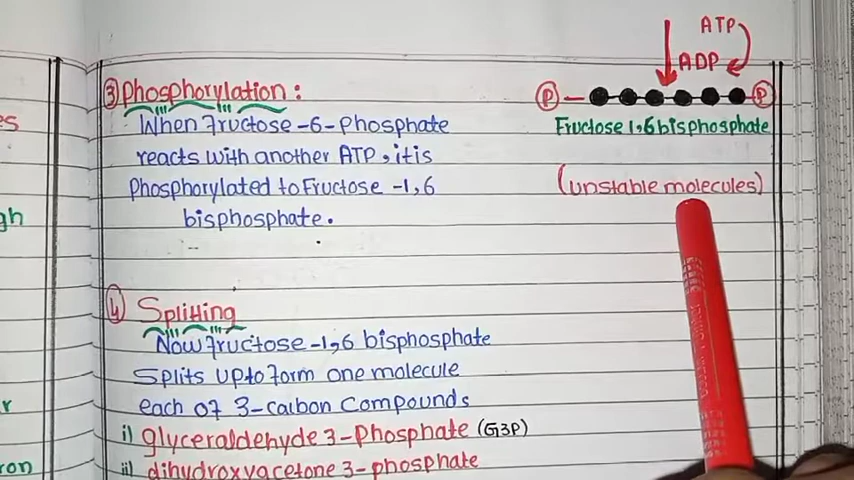 ③ Phosphorylation :
When Fructose-6-Phosphate
reacts with another ATP, it is
Phosphorylated to Fructose -1,6
bisphosphate.
ATP
ADP
P
P
Fructose 1,6 bisphosphate
(unstable molecules)
④ Splitting
Now Fructose-1,6 bisphosphate
Splits up to form one molecule
each of 3-carbon Compounds
i) glyceraldehyde 3-Phosphate (G3P)
ii) dihydroxyacetone 3-phosphate